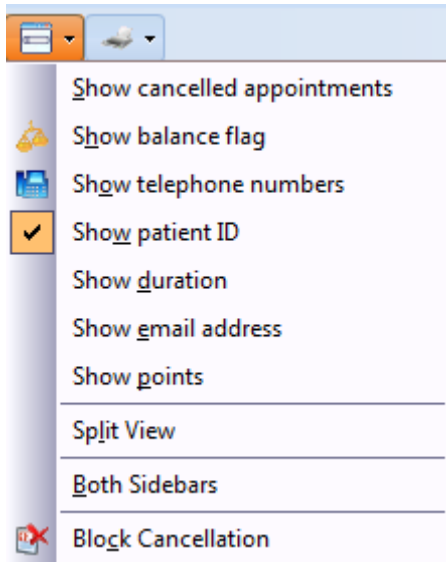 Show cancelled appointments
Show balance flag
Show telephone numbers
Show patient ID
Show duration
Show email address
Show points
Split View
Both Sidebars
Block Cancellation